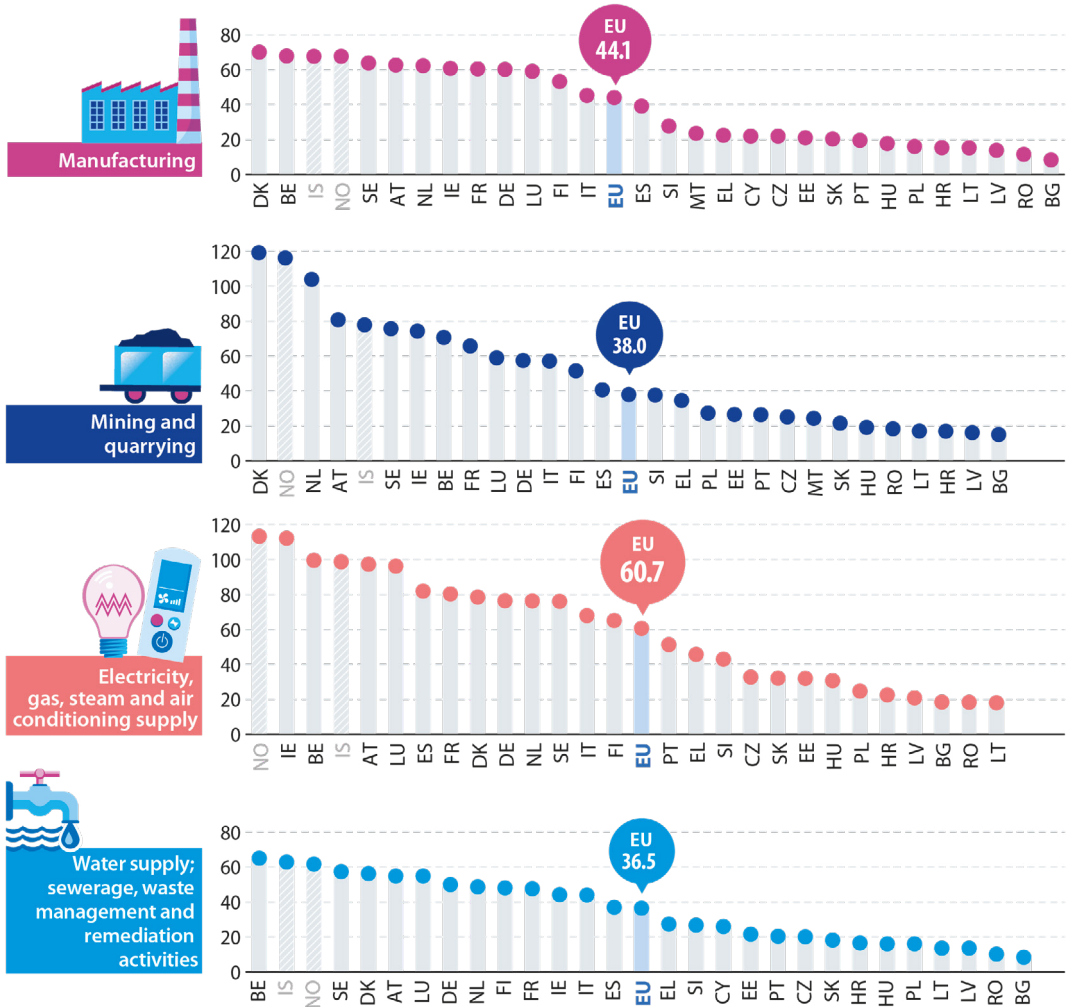 EU
44.1
80
60
40
20
0
Manufacturing
DK BE IS NO SE AT NL IE FR DE LU FI IT EU ES SI MT EL CY CZ EE SK PT HU PL HR LT LV RO BG
EU
38.0
120
100
80
60
40
20
0
Mining and
quarrying
DK NO NL AT IS SE IE BE FR LU DE IT FI ES EU SI EL PL EE PT CZ MT SK HU RO LT HR LV BG
EU
60.7
120
100
80
60
40
20
0
Electricity,
gas, steam and air
conditioning supply
NO IE BE IS AT LU ES FR DK DE NL SE IT FI EU PT EL SI CZ SK EE HU PL HR LV BG RO LT
EU
36.5
80
60
40
20
0
Water supply;
sewerage, waste
management and
remediation
activities
BE IS NO SE DK AT LU DE NL FI FR IE IT ES EU EL SI CY EE PT CZ SK HR HU PL LT LV RO BG